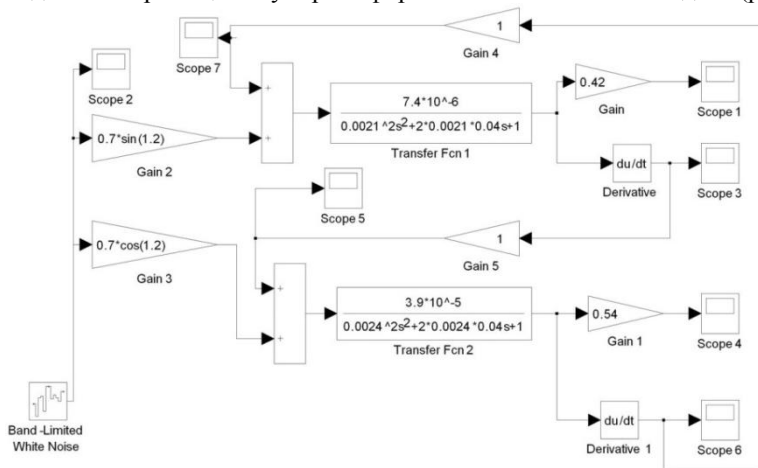 1
Gain 4
Scope 7
Scope 2
0.7*sin(1.2)
Gain 2
+
+
7.4*10^-6
0.0021^2s²+2*0.0021*0.04s+1
Transfer Fcn 1
0.42
Gain
Scope 1
du/dt
Derivative
Scope 3
Scope 5
0.7*cos(1.2)
Gain 3
1
Gain 5
+
+
3.9*10^-5
0.0024^2s²+2*0.0024*0.04s+1
Transfer Fcn 2
0.54
Gain 1
Scope 4
Band-Limited
White Noise
du/dt
Derivative 1
Scope 6